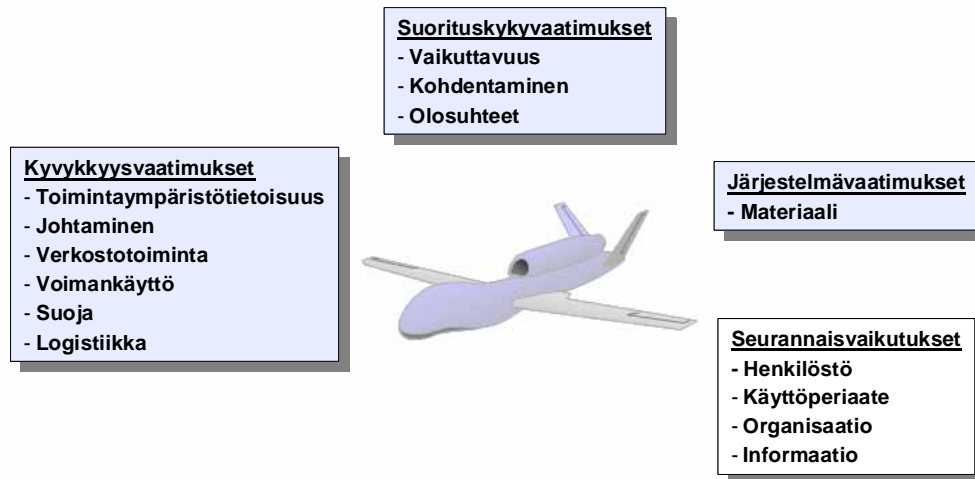 Suorituskykyvaatimukset
- Vaikuttavuus
- Kohdentaminen
- Olosuhteet
Kyvykkyysvaatimukset
- Toimintaympäristötietoisuus
- Johtaminen
- Verkostotoiminta
- Voimankäyttö
- Suoja
- Logistiikka
Järjestelmävaatimukset
- Materiaali
Seurannaisvaikutukset
- Henkilöstö
- Käyttöperiaate
- Organisaatio
- Informaatio